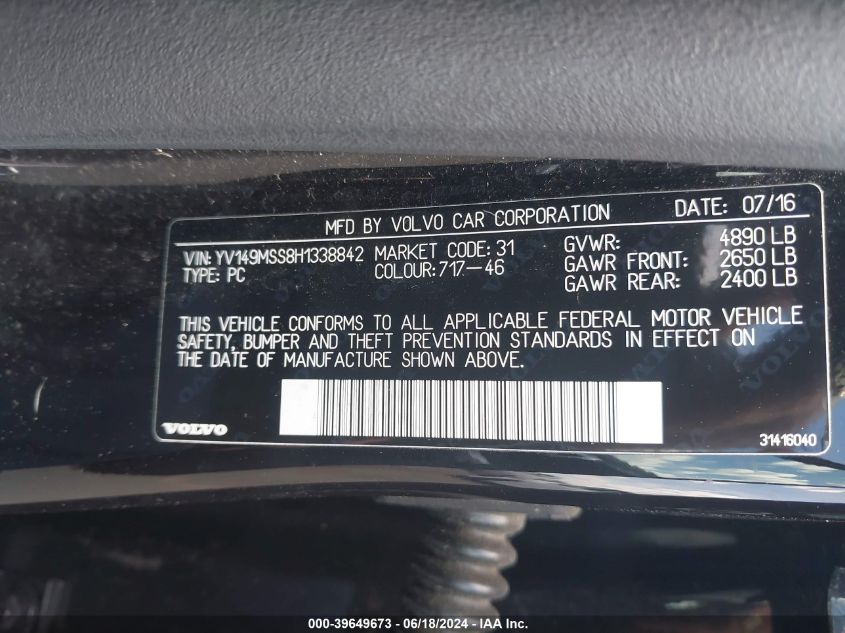 MFD BY VOLVO CAR CORPORATION DATE: 07/16
VIN: YV149MSS8H1338842 MARKET CODE: 31 GVWR: 4890 LB
TYPE: PC COLOUR: 717-46 GAWR FRONT: 2650 LB
GAWR REAR: 2400 LB
THIS VEHICLE CONFORMS TO ALL APPLICABLE FEDERAL MOTOR VEHICLE
SAFETY, BUMPER AND THEFT PREVENTION STANDARDS IN EFFECT ON
THE DATE OF MANUFACTURE SHOWN ABOVE.
VOLVO 31416040
000-39649673 - 06/18/2024 - IAA Inc.